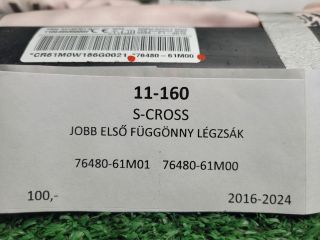 *CR61M0W186G0021 76480-61M00
11-160
S-CROSS
JOBB ELSŐ FÜGGÖNNY LÉGZSÁK
76480-61M01 76480-61M00
100,- 2016-2024